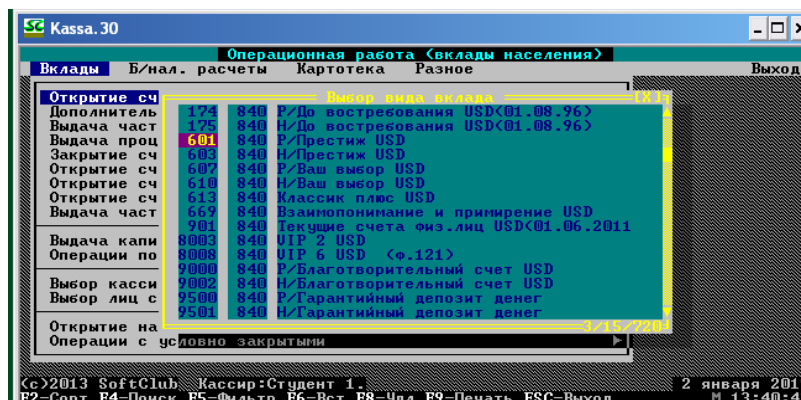 Kassa.30
Операционная работа (вклады населения)
Вклады Б/нал. расчеты Картотека Разное Выход
Открытие сч
Выбор вида вклада [X]
Дополнитель 174 840 Р/До востребования USD(01.08.96)
Выдача част 175 840 Н/До востребования USD(01.08.96)
Выдача проц 601 840 Р/Престиж USD
Закрытие сч 603 840 Н/Престиж USD
Открытие сч 607 840 Р/Ваш выбор USD
Открытие сч 610 840 Н/Ваш выбор USD
Открытие сч 613 840 Классик плюс USD
Выдача част 669 840 Взаимопонимание и примирение USD
901 840 Текущие счета физ.лиц USD(01.06.2011
Выдача капи 8003 840 VIP 2 USD
Операции по 8008 840 VIP 6 USD (ф.121)
9000 840 Р/Благотворительный счет USD
Выбор касси 9002 840 Н/Благотворительный счет USD
Выбор лиц с 9500 840 Р/Гарантийный депозит денег
9501 840 Н/Гарантийный депозит денег
Открытие на 3/15/720
Операции с условно закрытыми
(c)2013 SoftClub Кассир:Студент 1. 2 января 201
F2-Сорт F4-Поиск F5-Фильтр F6-Вст F8-Удл F9-Печать ESC-Выход М 13:40:4